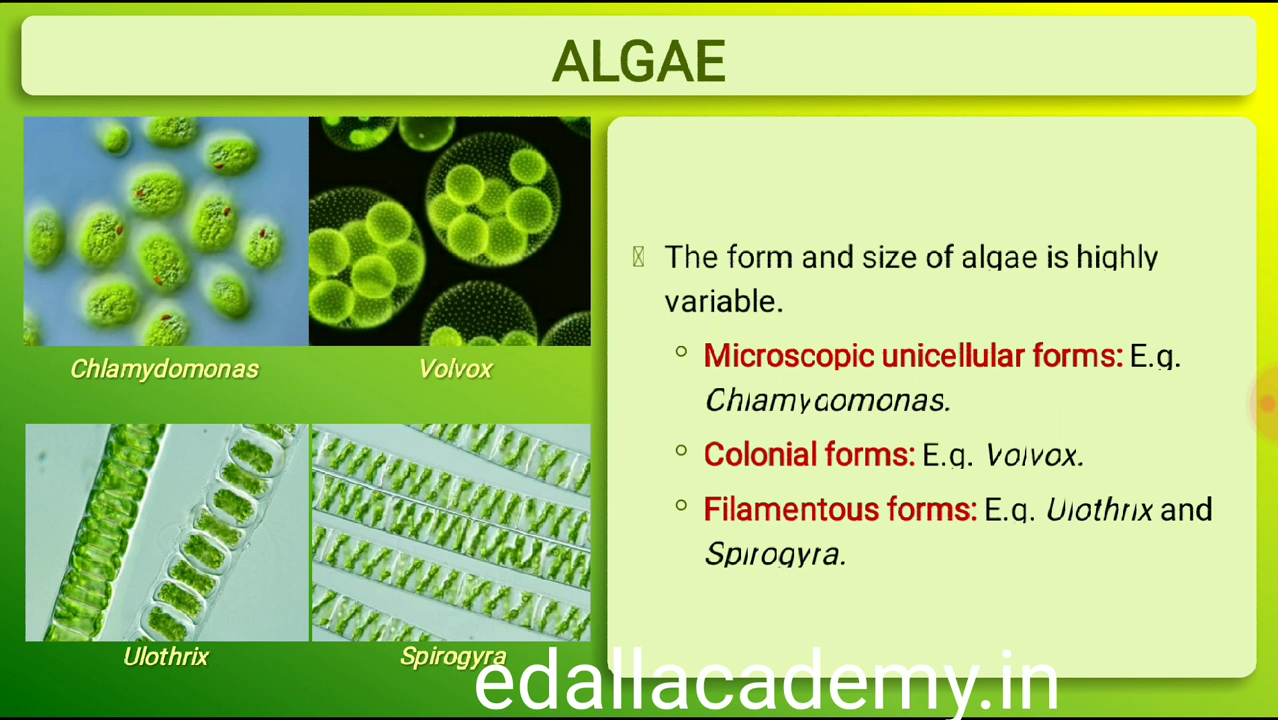 ALGAE
Chlamydomonas
Volvox
Ulothrix
Spirogyra
The form and size of algae is highly
variable.
Microscopic unicellular forms: E.g.
Chlamydomonas.
Colonial forms: E.g. Volvox.
Filamentous forms: E.g. Ulothrix and
Spirogyra.
edallacademy.in